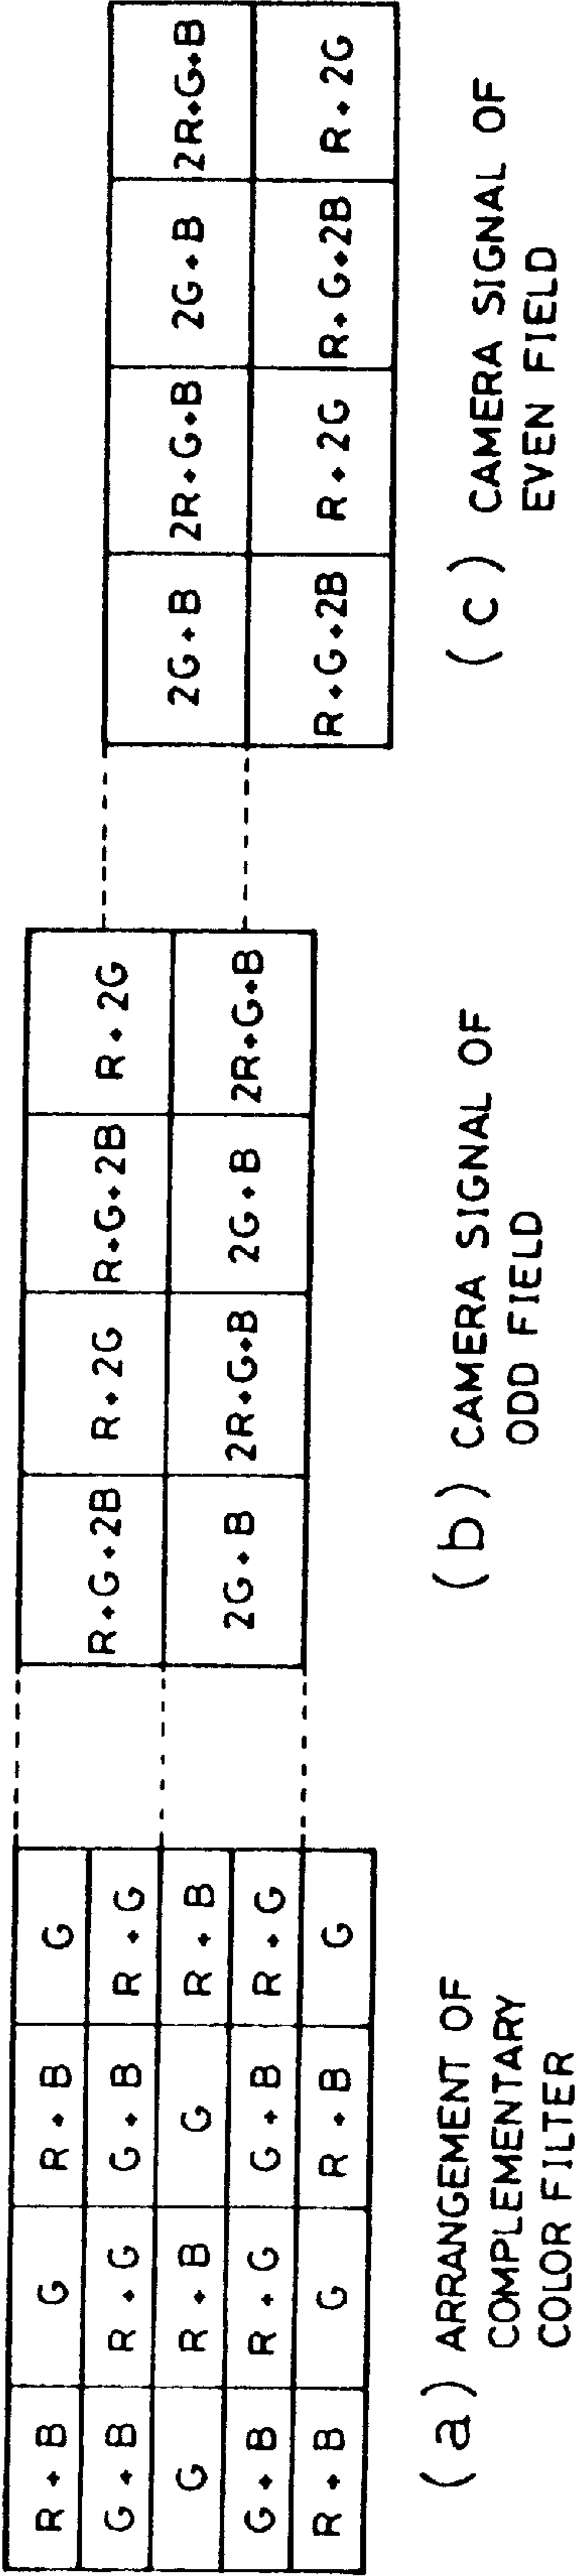 R + B G R + B G
G + B R + G G + B R + G
G R + B G R + B
G + B R + G G + B R + G
R + B G R + B G
(a) ARRANGEMENT OF
COMPLEMENTARY
COLOR FILTER
R+G+2B R+2G R+G+2B R+2G
2G+B 2R+G+B 2G+B 2R+G+B
(b) CAMERA SIGNAL OF
ODD FIELD
2G+B 2R+G+B 2G+B 2R+G+B
R+G+2B R+2G R+G+2B R+2G
(c) CAMERA SIGNAL OF
EVEN FIELD